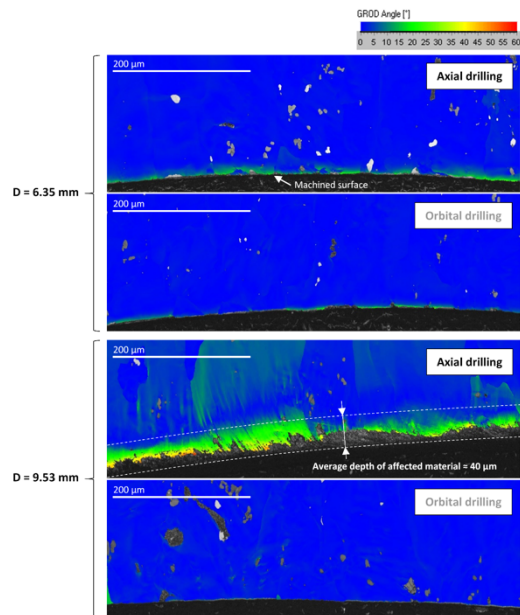 GROD Angle [°]
0 5 10 15 20 25 30 35 40 45 50 55 60
200 µm
Axial drilling
Machined surface
D = 6.35 mm
Orbital drilling
200 µm
200 µm
Axial drilling
Average depth of affected material = 40 µm
D = 9.53 mm
200 µm
Orbital drilling